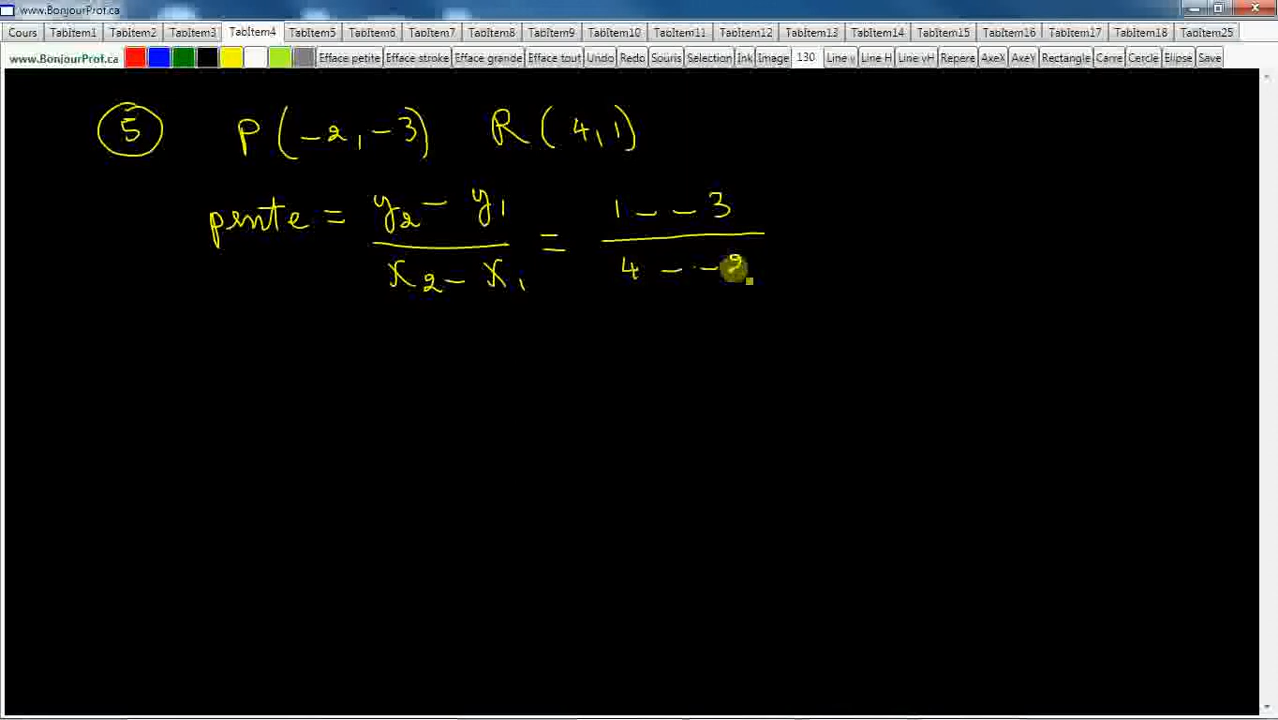 www.BonjourProf.ca
Cours TabItem1 TabItem2 TabItem3 TabItem4 TabItem5 TabItem6 TabItem7 TabItem8 TabItem9 TabItem10 TabItem11 TabItem12 TabItem13 TabItem14 TabItem15 TabItem16 TabItem17 TabItem18 TabItem25
www.BonjourProf.ca Efface petite Efface stroke Efface grande Efface tout Undo Redo Souris Selection Ink Image 130 Line v Line H Line vH Repere AxeX AxeY Rectangle Carre Cercle Elipse Save
5 P (-2, -3) R (4,1)
pente = y2 - y1 / x2 - x1 = 1 - -3 / 4 - -2